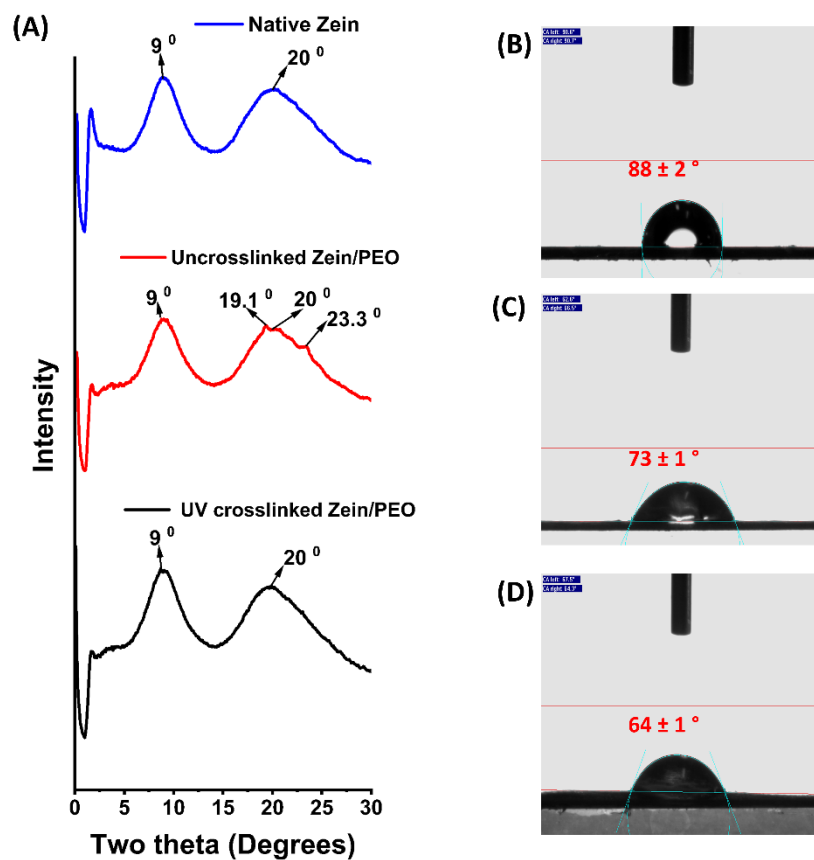 (A)
Native Zein
9 0
20 0
Uncrosslinked Zein/PEO
9 0
19.1 0
20 0
23.3 0
UV crosslinked Zein/PEO
9 0
20 0
Intensity
0 5 10 15 20 25 30
Two theta (Degrees)
(B)
88 ± 2 °
(C)
73 ± 1 °
(D)
64 ± 1 °